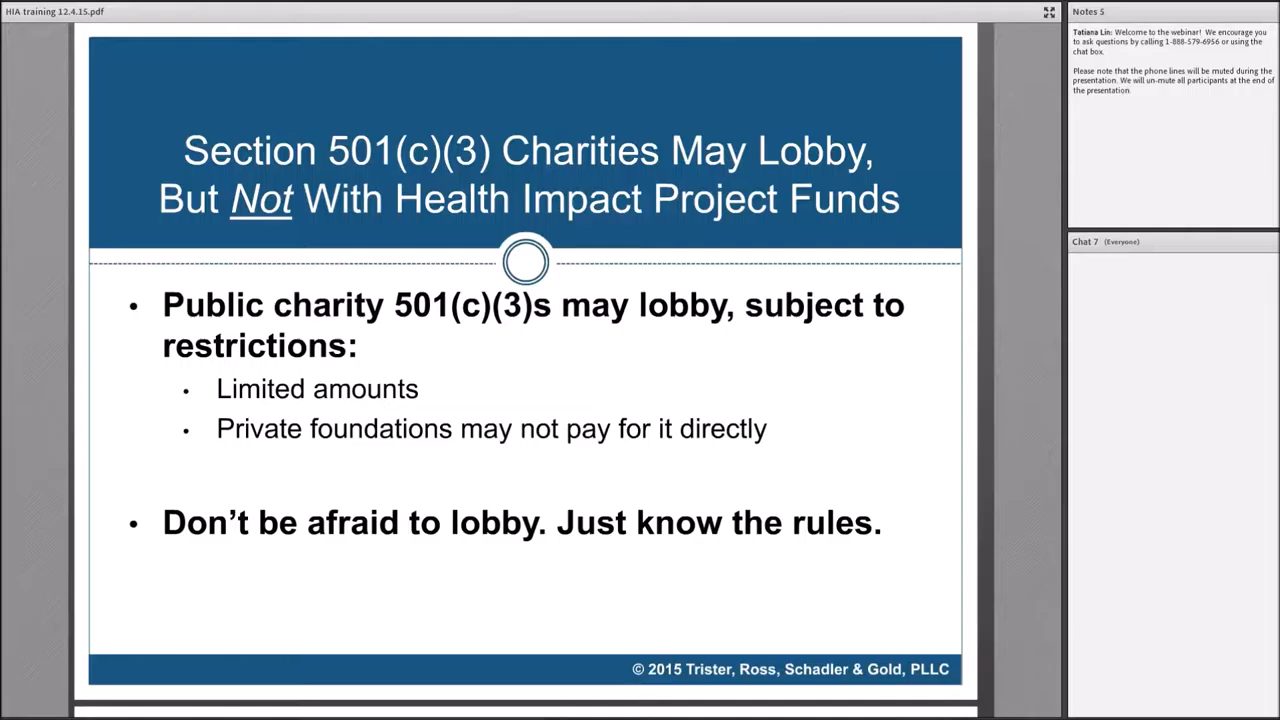 HIA training 12.4.15.pdf
Section 501(c)(3) Charities May Lobby,
But Not With Health Impact Project Funds
• Public charity 501(c)(3)s may lobby, subject to
restrictions:
• Limited amounts
• Private foundations may not pay for it directly
• Don’t be afraid to lobby. Just know the rules.
© 2015 Trister, Ross, Schadler & Gold, PLLC
Notes 5
Tatiana Lin: Welcome to the webinar! We encourage you
to ask questions by calling 1-888-579-6956 or using the
chat box.
Please note that the phone lines will be muted during the
presentation. We will un-mute all participants at the end of
the presentation
Chat 7 (Everyone)